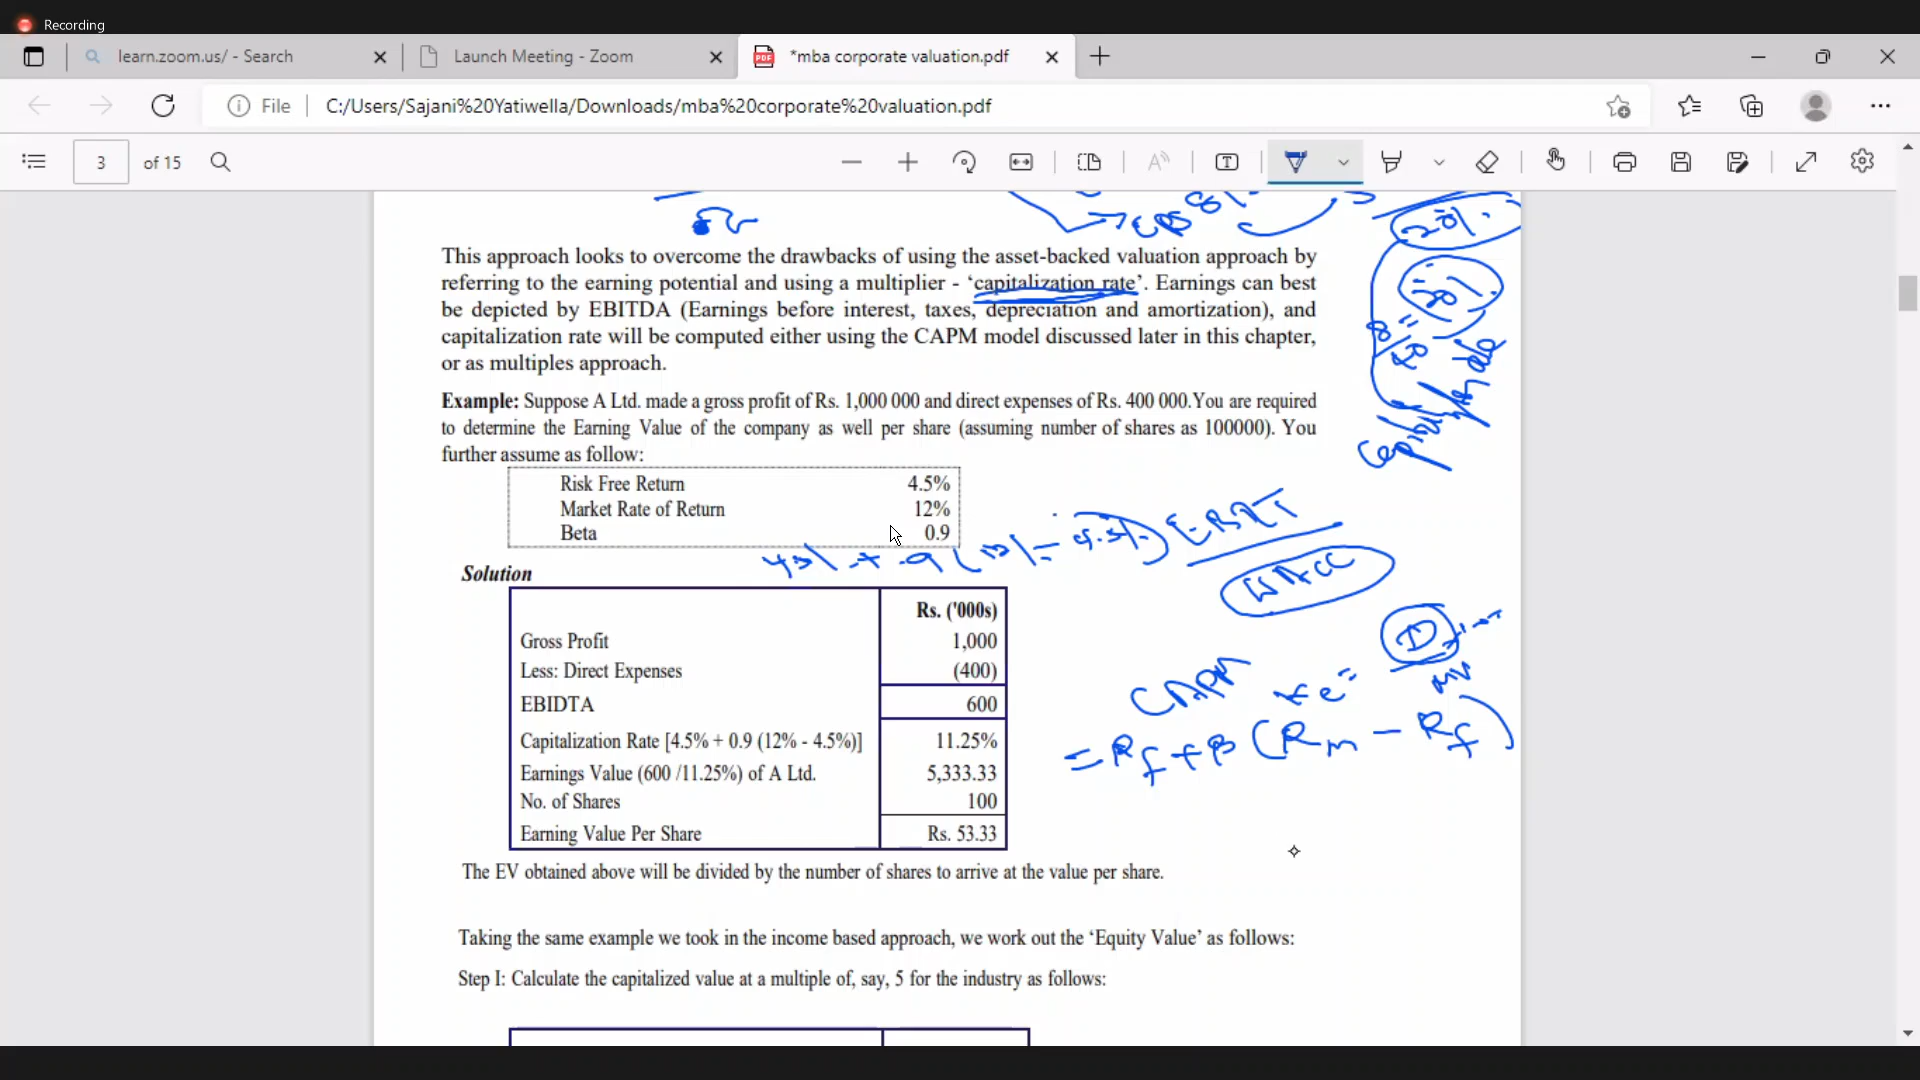 Recording
learn.zoom.us/ - Search
Launch Meeting - Zoom
*mba corporate valuation.pdf
File
C:/Users/Sajani%20Yatiwella/Downloads/mba%20corporate%20valuation.pdf
3 of 15
20%
This approach looks to overcome the drawbacks of using the asset-backed valuation approach by
referring to the earning potential and using a multiplier - ‘capitalization rate’. Earnings can best
be depicted by EBITDA (Earnings before interest, taxes, depreciation and amortization), and
capitalization rate will be computed either using the CAPM model discussed later in this chapter,
or as multiples approach.
Example: Suppose A Ltd. made a gross profit of Rs. 1,000 000 and direct expenses of Rs. 400 000.You are required
to determine the Earning Value of the company as well per share (assuming number of shares as 100000). You
further assume as follow:
Risk Free Return 4.5%
Market Rate of Return 12%
Beta 0.9
EBIT
WACC
Solution
Rs. ('000s)
Gross Profit 1,000
Less: Direct Expenses (400)
EBIDTA 600
Capitalization Rate [4.5% + 0.9 (12% - 4.5%)] 11.25%
Earnings Value (600 /11.25%) of A Ltd. 5,333.33
No. of Shares 100
Earning Value Per Share Rs. 53.33
D
MV
CAPM Ke =
= Rf + β (Rm - Rf)
The EV obtained above will be divided by the number of shares to arrive at the value per share.
Taking the same example we took in the income based approach, we work out the ‘Equity Value’ as follows:
Step I: Calculate the capitalized value at a multiple of, say, 5 for the industry as follows: